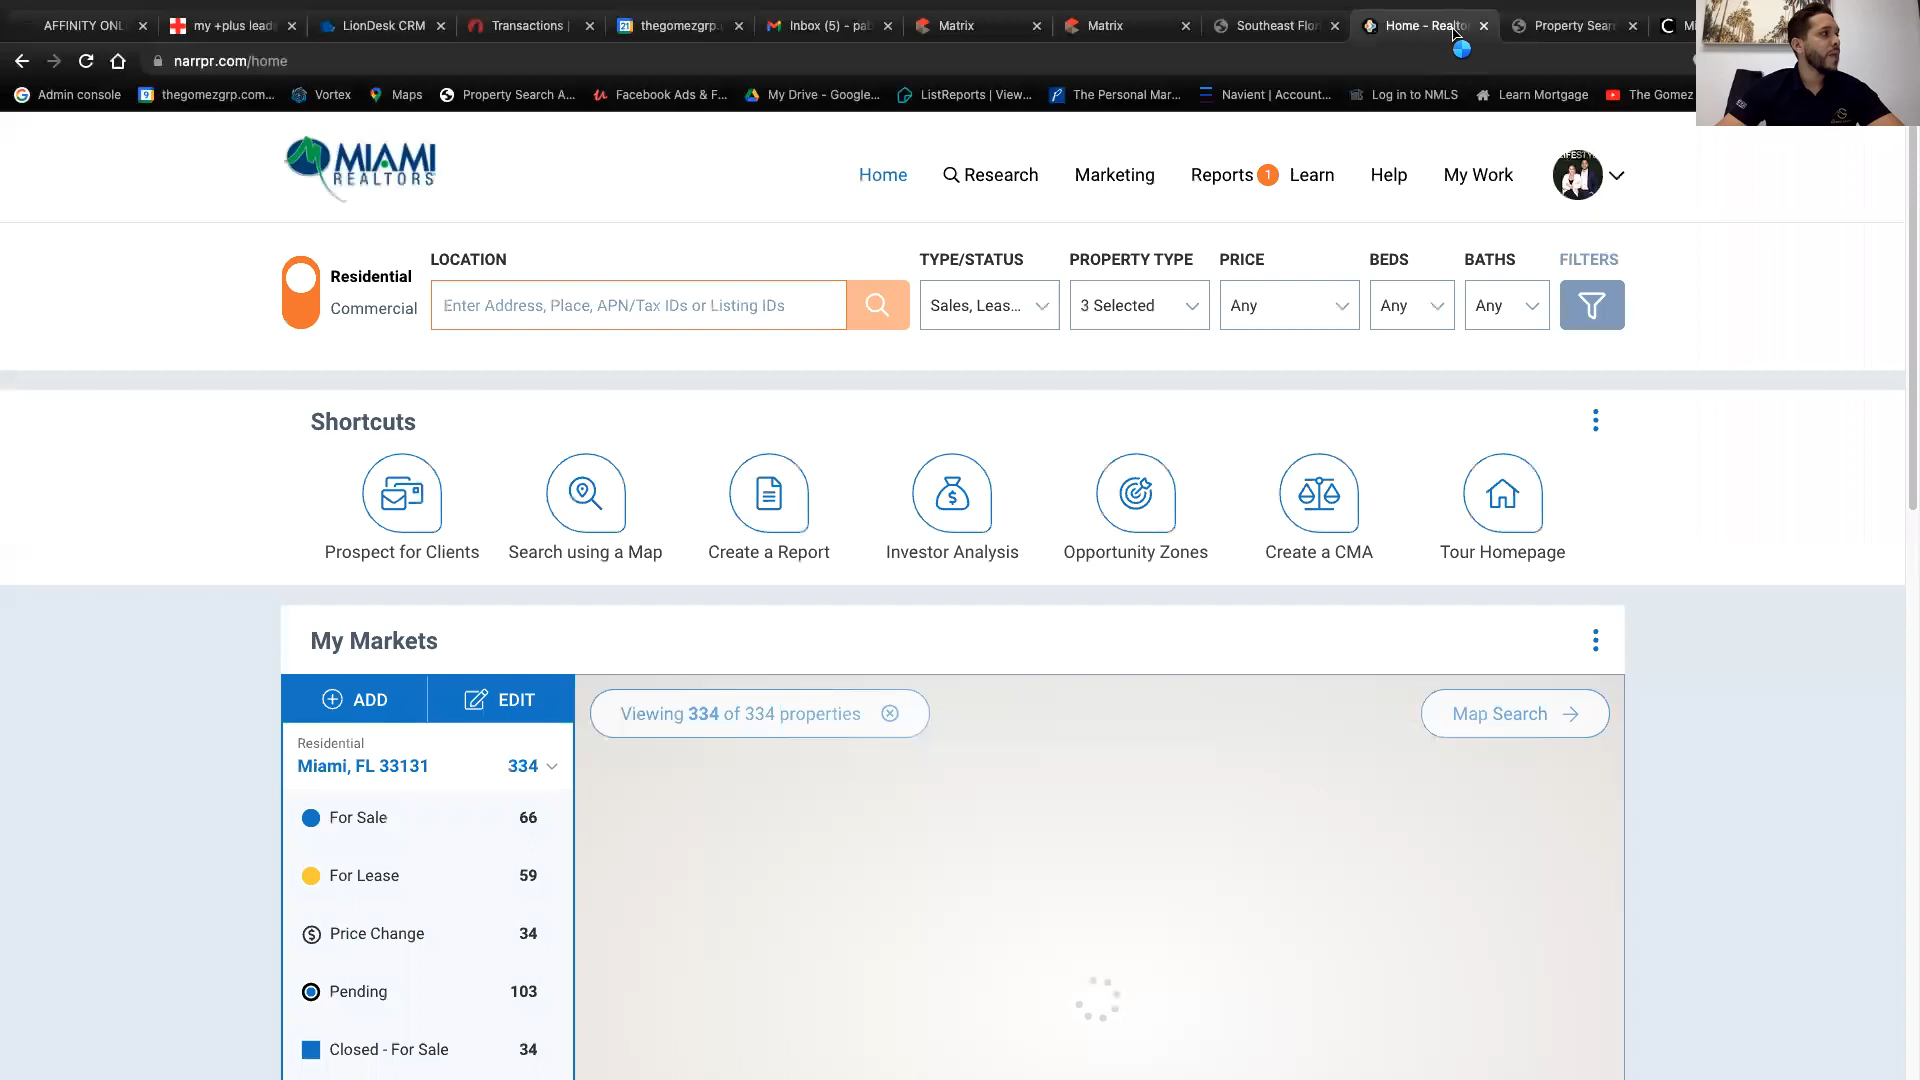 AFFINITY ONL
my +plus lead
LionDesk CRM
Transactions
thegomezgrp.
Inbox (5) - pab
Matrix
Matrix
Southeast Flor
Home - Realto
Property Sear
narrpr.com/home
Admin console
thegomezgrp.com...
Vortex
Maps
Property Search A...
Facebook Ads & F...
My Drive - Google...
ListReports | View...
The Personal Mar...
Navient | Account...
Log in to NMLS
Learn Mortgage
The Gomez
MIAMI
REALTORS
Home
Research
Marketing
Reports 1
Learn
Help
My Work
Residential
Commercial
LOCATION
Enter Address, Place, APN/Tax IDs or Listing IDs
TYPE/STATUS
Sales, Leas...
PROPERTY TYPE
3 Selected
PRICE
Any
BEDS
Any
BATHS
Any
FILTERS
Shortcuts
Prospect for Clients
Search using a Map
Create a Report
Investor Analysis
Opportunity Zones
Create a CMA
Tour Homepage
My Markets
ADD
EDIT
Viewing 334 of 334 properties
Map Search
Residential
Miami, FL 33131 334
For Sale 66
For Lease 59
Price Change 34
Pending 103
Closed - For Sale 34